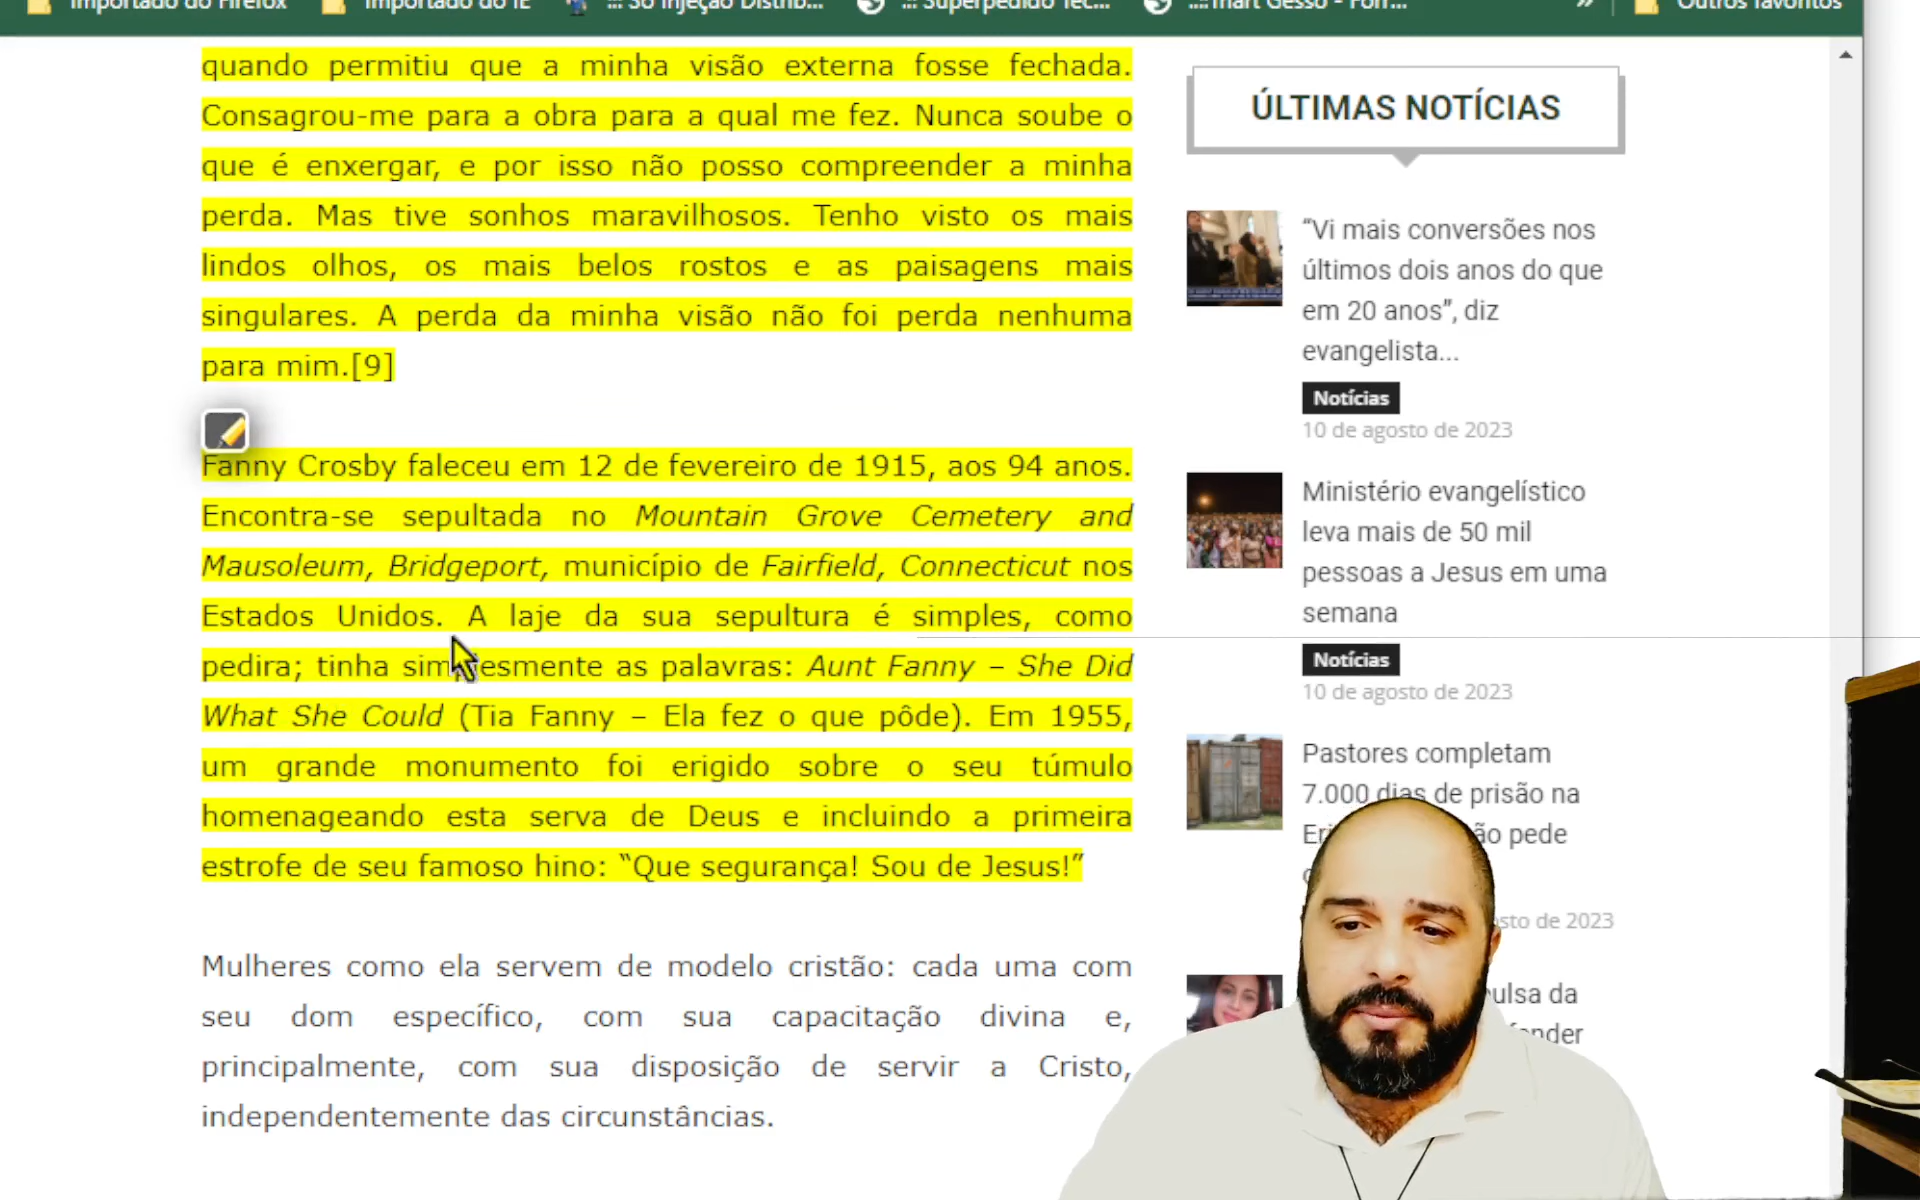 Importado do Firefox
Importado do IE
::: Só Injeção Distrib...
::: Superpedido Tec...
quando permitiu que a minha visão externa fosse fechada.
Consagrou-me para a obra para a qual me fez. Nunca soube o
que é enxergar, e por isso não posso compreender a minha
perda. Mas tive sonhos maravilhosos. Tenho visto os mais
lindos olhos, os mais belos rostos e as paisagens mais
singulares. A perda da minha visão não foi perda nenhuma
para mim.[9]
Fanny Crosby faleceu em 12 de fevereiro de 1915, aos 94 anos.
Encontra-se sepultada no Mountain Grove Cemetery and
Mausoleum, Bridgeport, município de Fairfield, Connecticut nos
Estados Unidos. A laje da sua sepultura é simples, como
pedira; tinha simplesmente as palavras: Aunt Fanny – She Did
What She Could (Tia Fanny – Ela fez o que pôde). Em 1955,
um grande monumento foi erigido sobre o seu túmulo
homenageando esta serva de Deus e incluindo a primeira
estrofe de seu famoso hino: “Que segurança! Sou de Jesus!”
Mulheres como ela servem de modelo cristão: cada uma com
seu dom específico, com sua capacitação divina e,
principalmente, com sua disposição de servir a Cristo,
independentemente das circunstâncias.
Outros favoritos
ÚLTIMAS NOTÍCIAS
“Vi mais conversões nos
últimos dois anos do que
em 20 anos”, diz
evangelista...
Notícias
10 de agosto de 2023
Ministério evangelístico
leva mais de 50 mil
pessoas a Jesus em uma
semana
Notícias
10 de agosto de 2023
Pastores completam
7.000 dias de prisão na
pede
de 2023
da